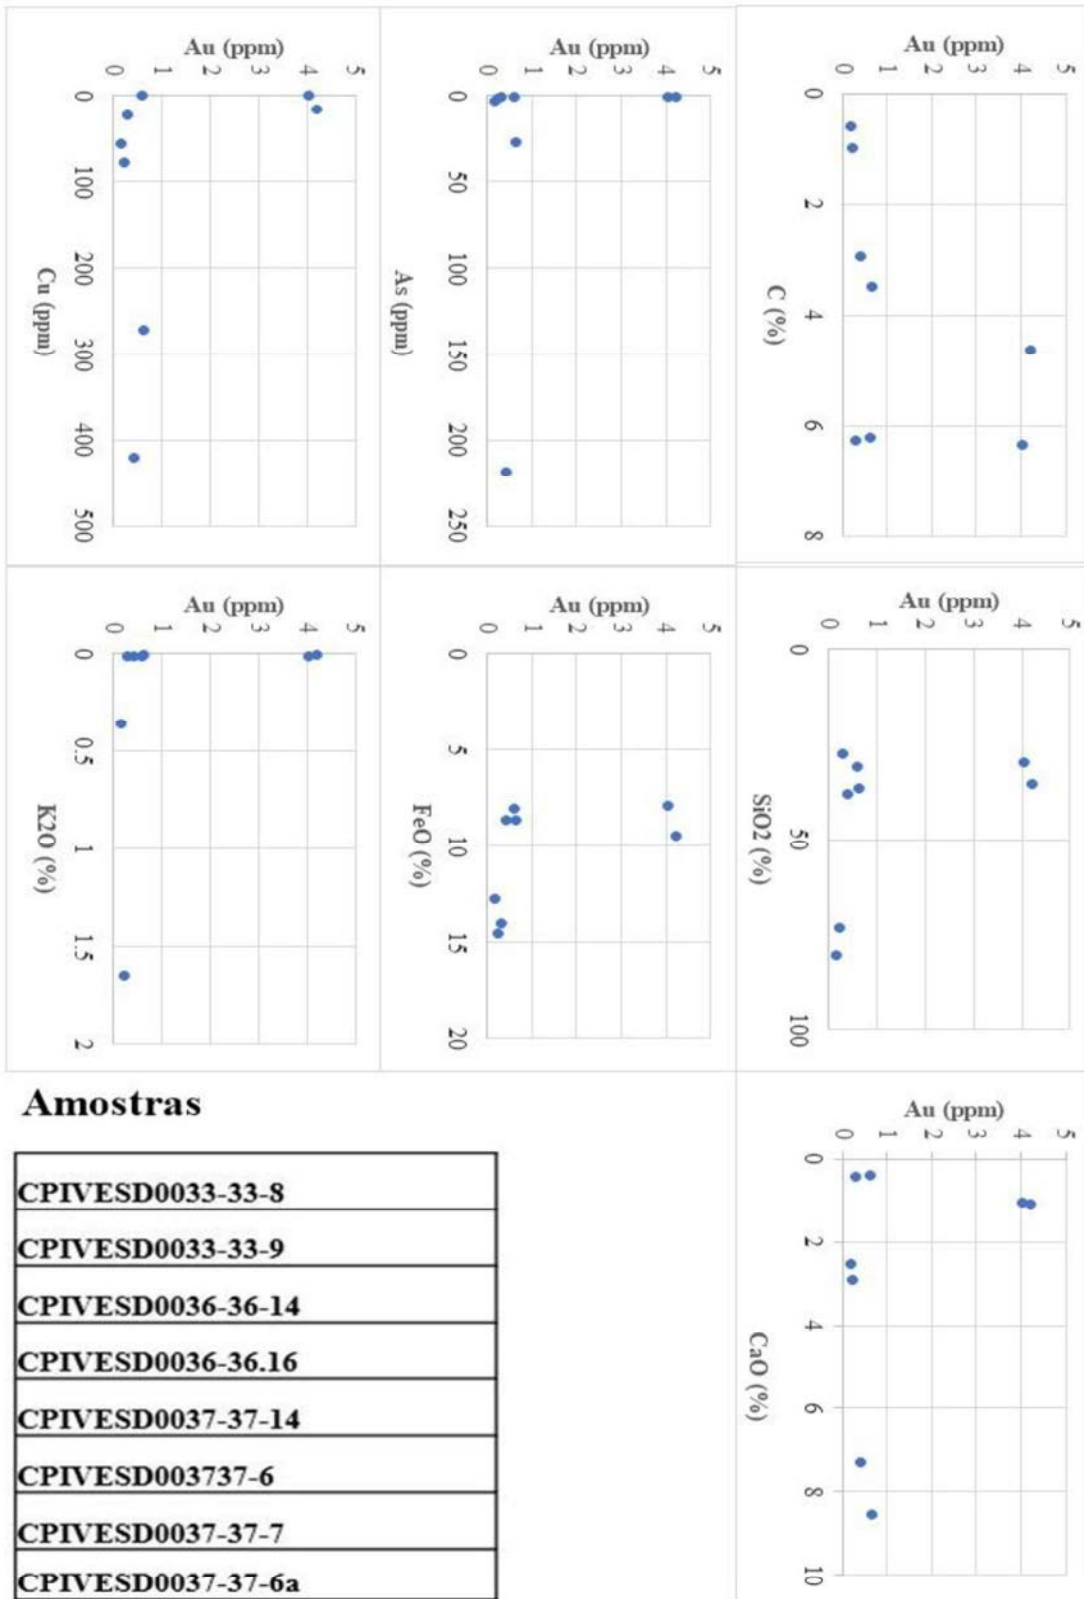 Au (ppm)
0 1 2 3 4 5
0
100
200
300
400
500
Cu (ppm)
Au (ppm)
0 1 2 3 4 5
0
50
100
150
200
250
As (ppm)
Au (ppm)
0 1 2 3 4 5
0
2
4
6
8
C (%)
Au (ppm)
0 1 2 3 4 5
0
0.5
1
1.5
2
K2O (%)
Au (ppm)
0 1 2 3 4 5
0
5
10
15
20
FeO (%)
Au (ppm)
0 1 2 3 4 5
0
50
100
SiO2 (%)
Au (ppm)
0 1 2 3 4 5
0
2
4
6
8
10
CaO (%)
Amostras
CPIVESD0033-33-8
CPIVESD0033-33-9
CPIVESD0036-36-14
CPIVESD0036-36.16
CPIVESD0037-37-14
CPIVESD003737-6
CPIVESD0037-37-7
CPIVESD0037-37-6a